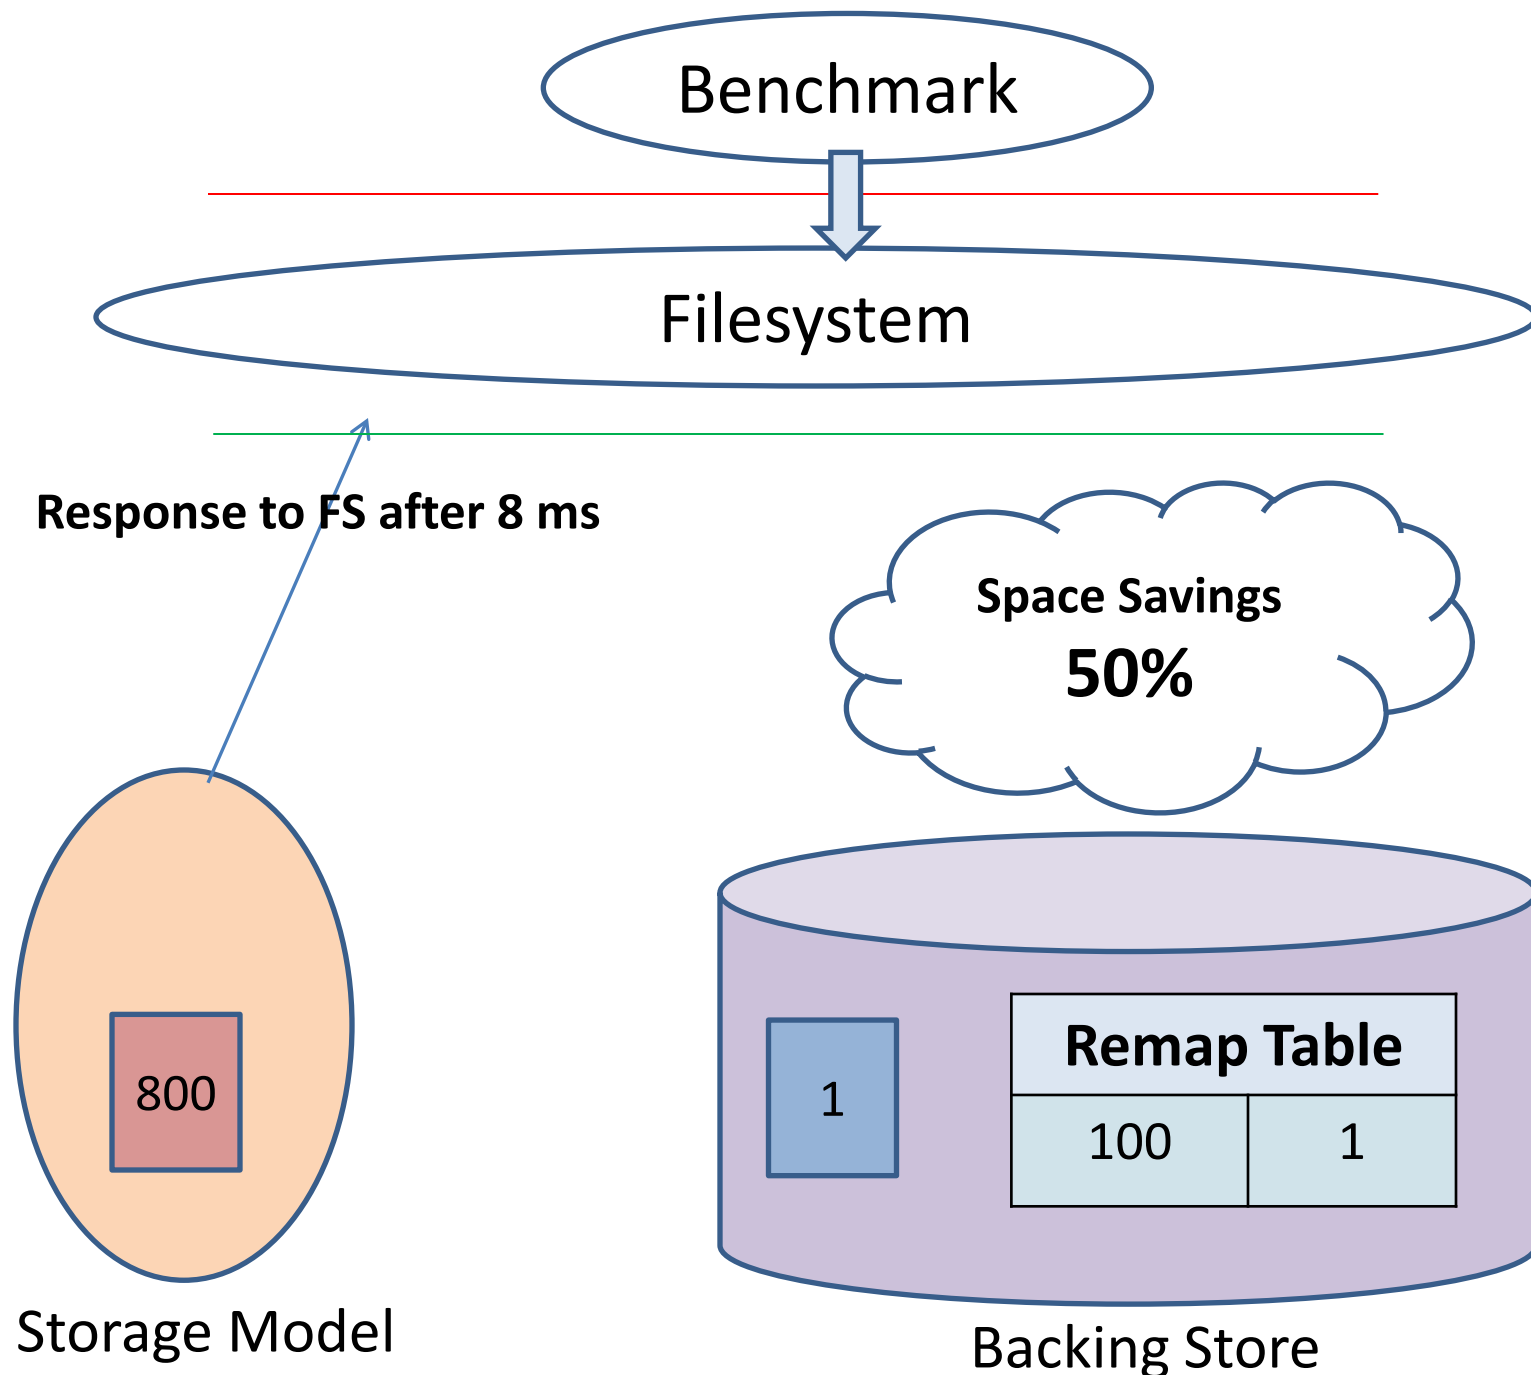 Benchmark
Filesystem
Response to FS after 8 ms
Space Savings
50%
800
1
Remap Table
100 1
Storage Model
Backing Store